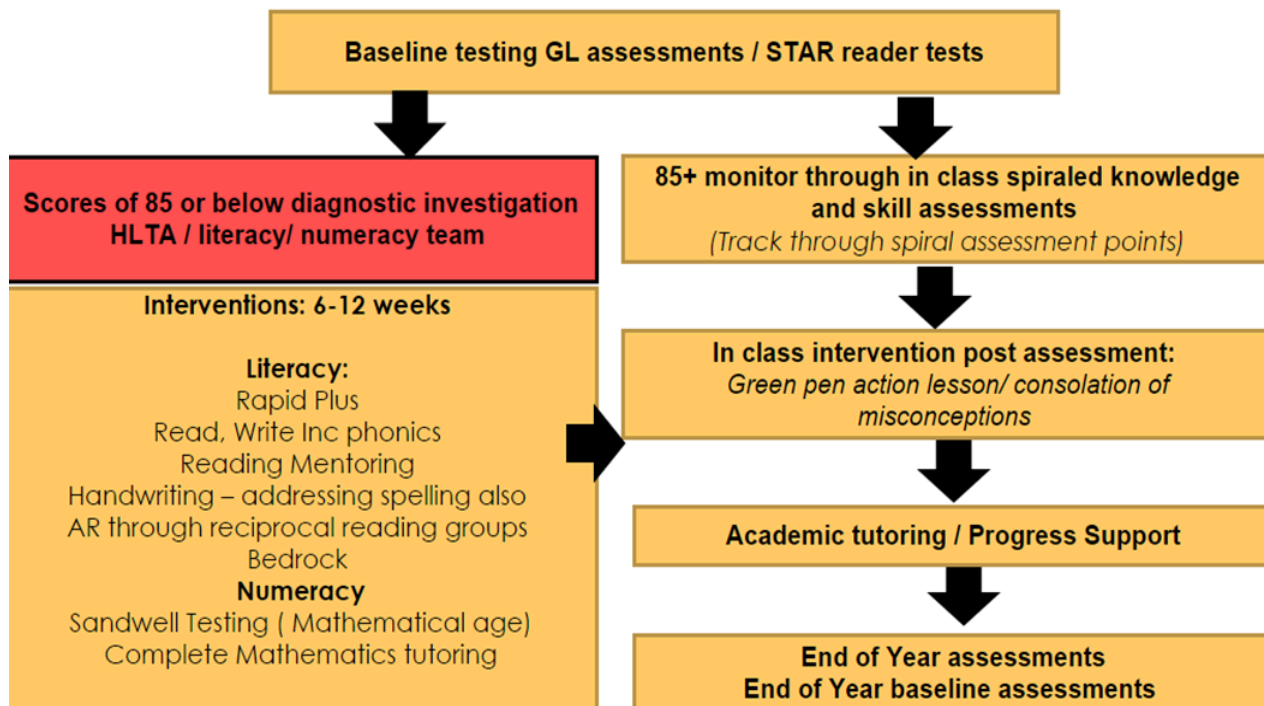 Baseline testing GL assessments / STAR reader tests
Scores of 85 or below diagnostic investigation
HLTA / literacy/ numeracy team
Interventions: 6-12 weeks
Literacy:
Rapid Plus
Read, Write Inc phonics
Reading Mentoring
Handwriting – addressing spelling also
AR through reciprocal reading groups
Bedrock
Numeracy
Sandwell Testing ( Mathematical age)
Complete Mathematics tutoring
85+ monitor through in class spiraled knowledge
and skill assessments
(Track through spiral assessment points)
In class intervention post assessment:
Green pen action lesson/ consolation of
misconceptions
Academic tutoring / Progress Support
End of Year assessments
End of Year baseline assessments